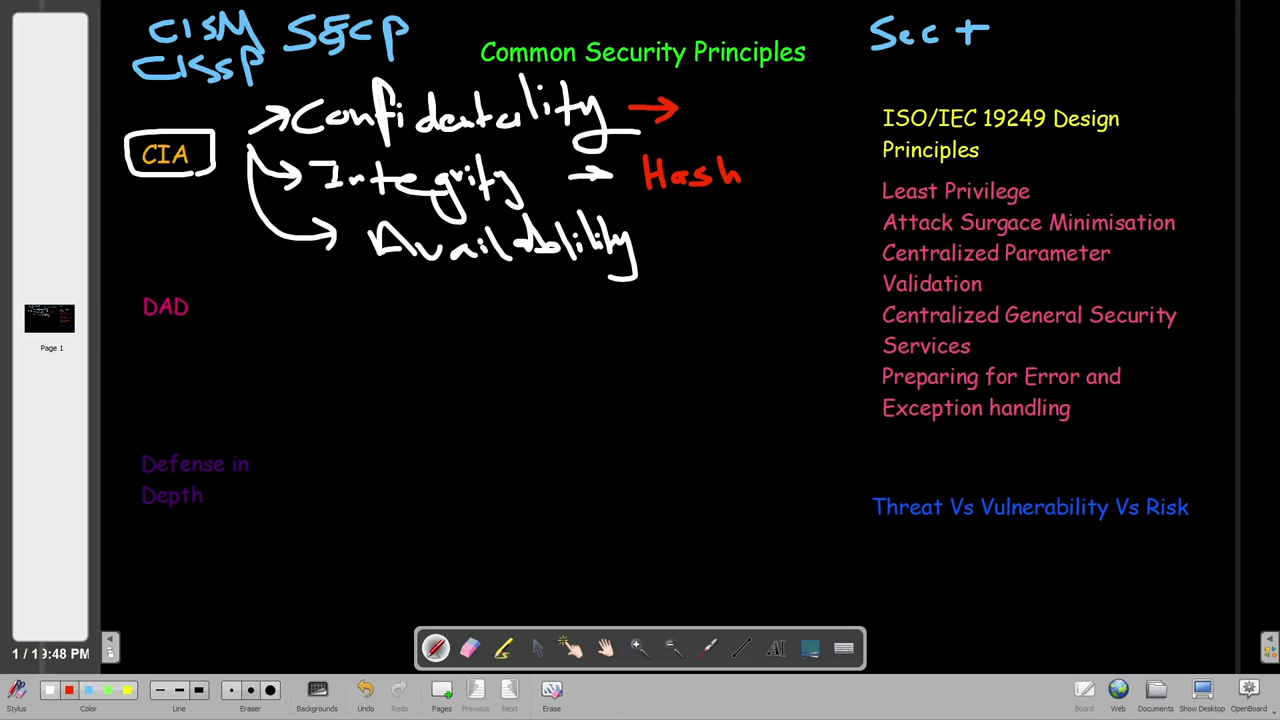 CISM SSCP
CISSP
Sec +
Common Security Principles
CIA
Confidentality
Integrity → Hash
Availability
DAD
Defense in
Depth
ISO/IEC 19249 Design
Principles
Least Privilege
Attack Surgace Minimisation
Centralized Parameter
Validation
Centralized General Security
Services
Preparing for Error and
Exception handling
Threat Vs Vulnerability Vs Risk
Page 1
1 / 1 9:48 PM
Stylus
Color
Line
Eraser
Backgrounds
Undo
Redo
Pages
Previous
Next
Erase
Board
Web
Documents
Show Desktop
OpenBoard